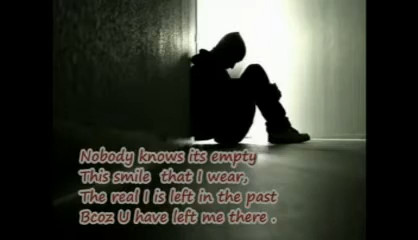 Nobody knows its empty
This smile that I wear,
The real I is left in the past
Bcoz U have left me there .